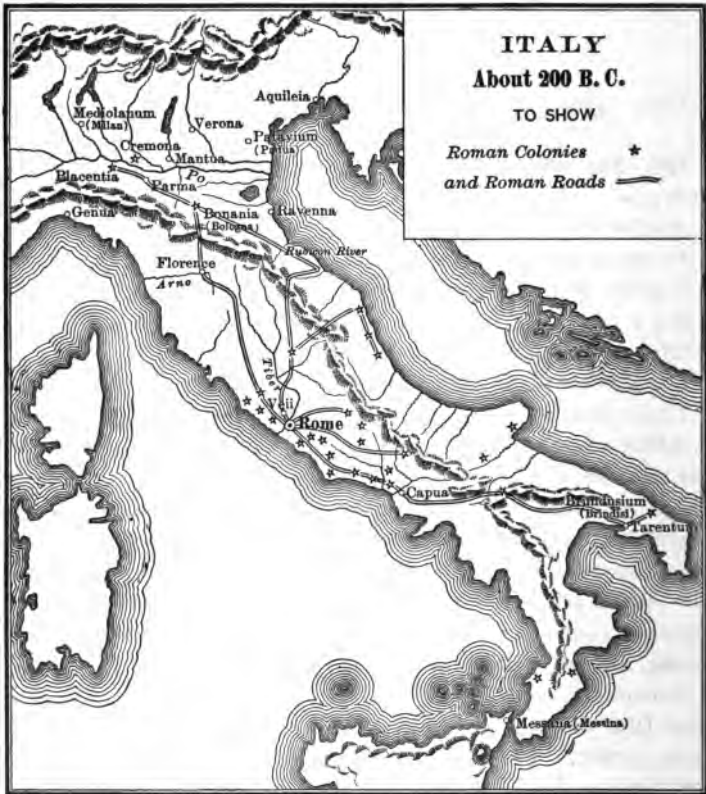 ITALY
About 200 B. C.
TO SHOW
Roman Colonies
and Roman Roads
Aquileia
Mediolanum
(Milan)
Verona
Patavium
(Padua)
Cremona
Mantua
Placentia
Po
Parma
Genua
Bonania
(Bologna)
Ravenna
Rubicon River
Florence
Arno
Tiber
Veii
Rome
Capua
Brundusium
(Brindisi)
Tarentum
Messana (Messina)